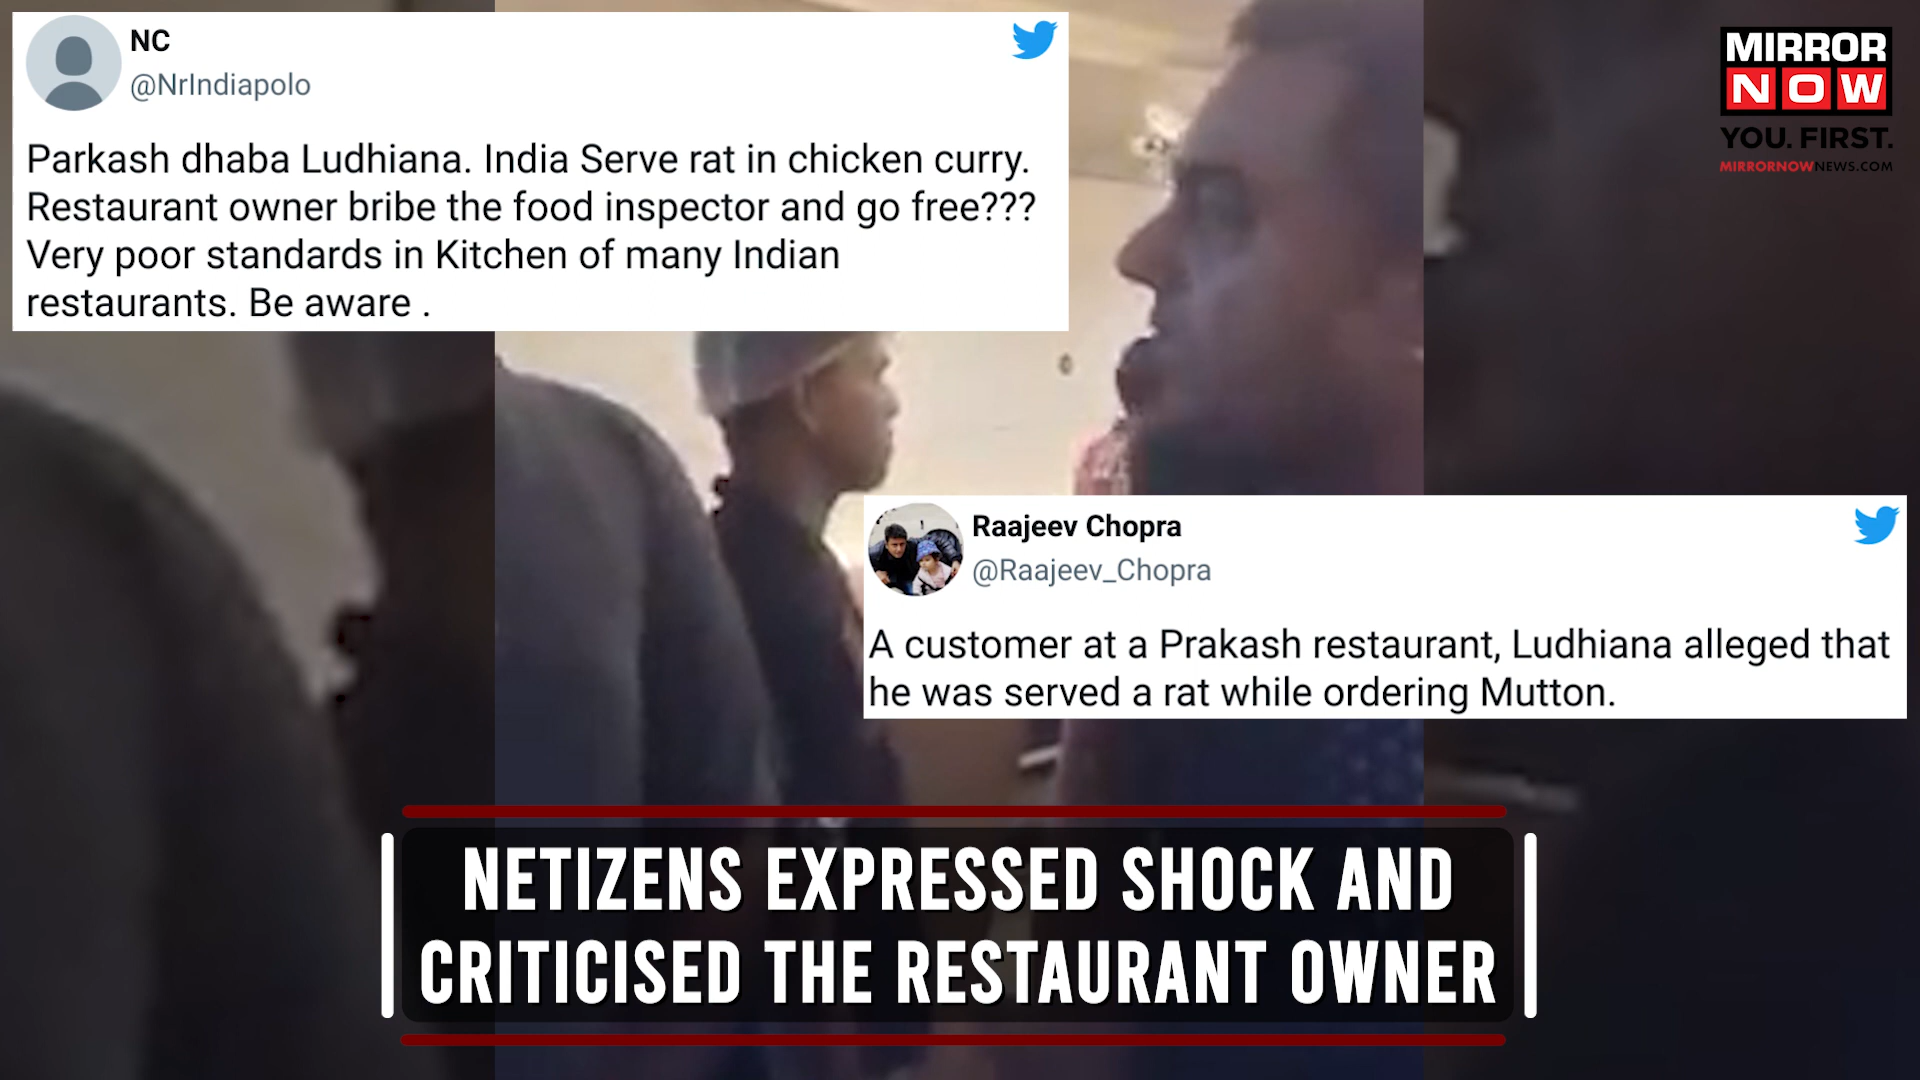 NC
@NrIndiapolo
Parkash dhaba Ludhiana. India Serve rat in chicken curry.
Restaurant owner bribe the food inspector and go free???
Very poor standards in Kitchen of many Indian
restaurants. Be aware .
MIRROR
NOW
YOU. FIRST.
MIRRORNOWNEWS.COM
Raajeev Chopra
@Raajeev_Chopra
A customer at a Prakash restaurant, Ludhiana alleged that
he was served a rat while ordering Mutton.
NETIZENS EXPRESSED SHOCK AND
CRITICISED THE RESTAURANT OWNER